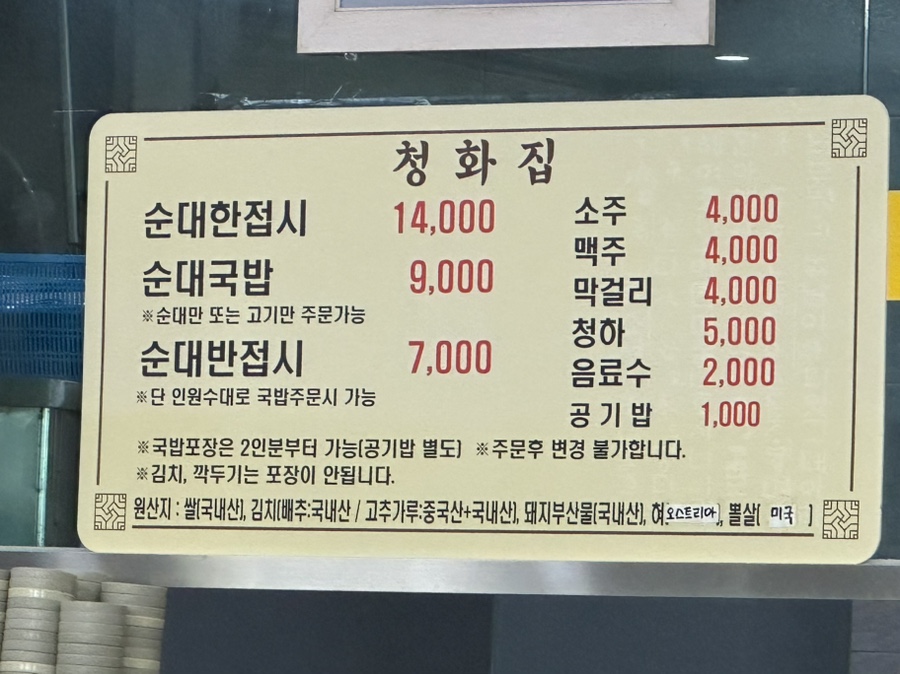 청화집
순대한접시 14,000
순대국밥 9,000
※순대만 또는 고기만 주문가능
순대반접시 7,000
※단 인원수대로 국밥주문시 가능
소주 4,000
맥주 4,000
막걸리 4,000
청하 5,000
음료수 2,000
공기밥 1,000
※국밥포장은 2인분부터 가능(공기밥 별도) ※주문후 변경 불가합니다.
※김치, 깍두기는 포장이 안됩니다.
원산지 : 쌀(국내산), 김치(배추:국내산 / 고추가루:중국산+국내산), 돼지부산물(국내산), 오스트리아), 뽈살( 미국 )